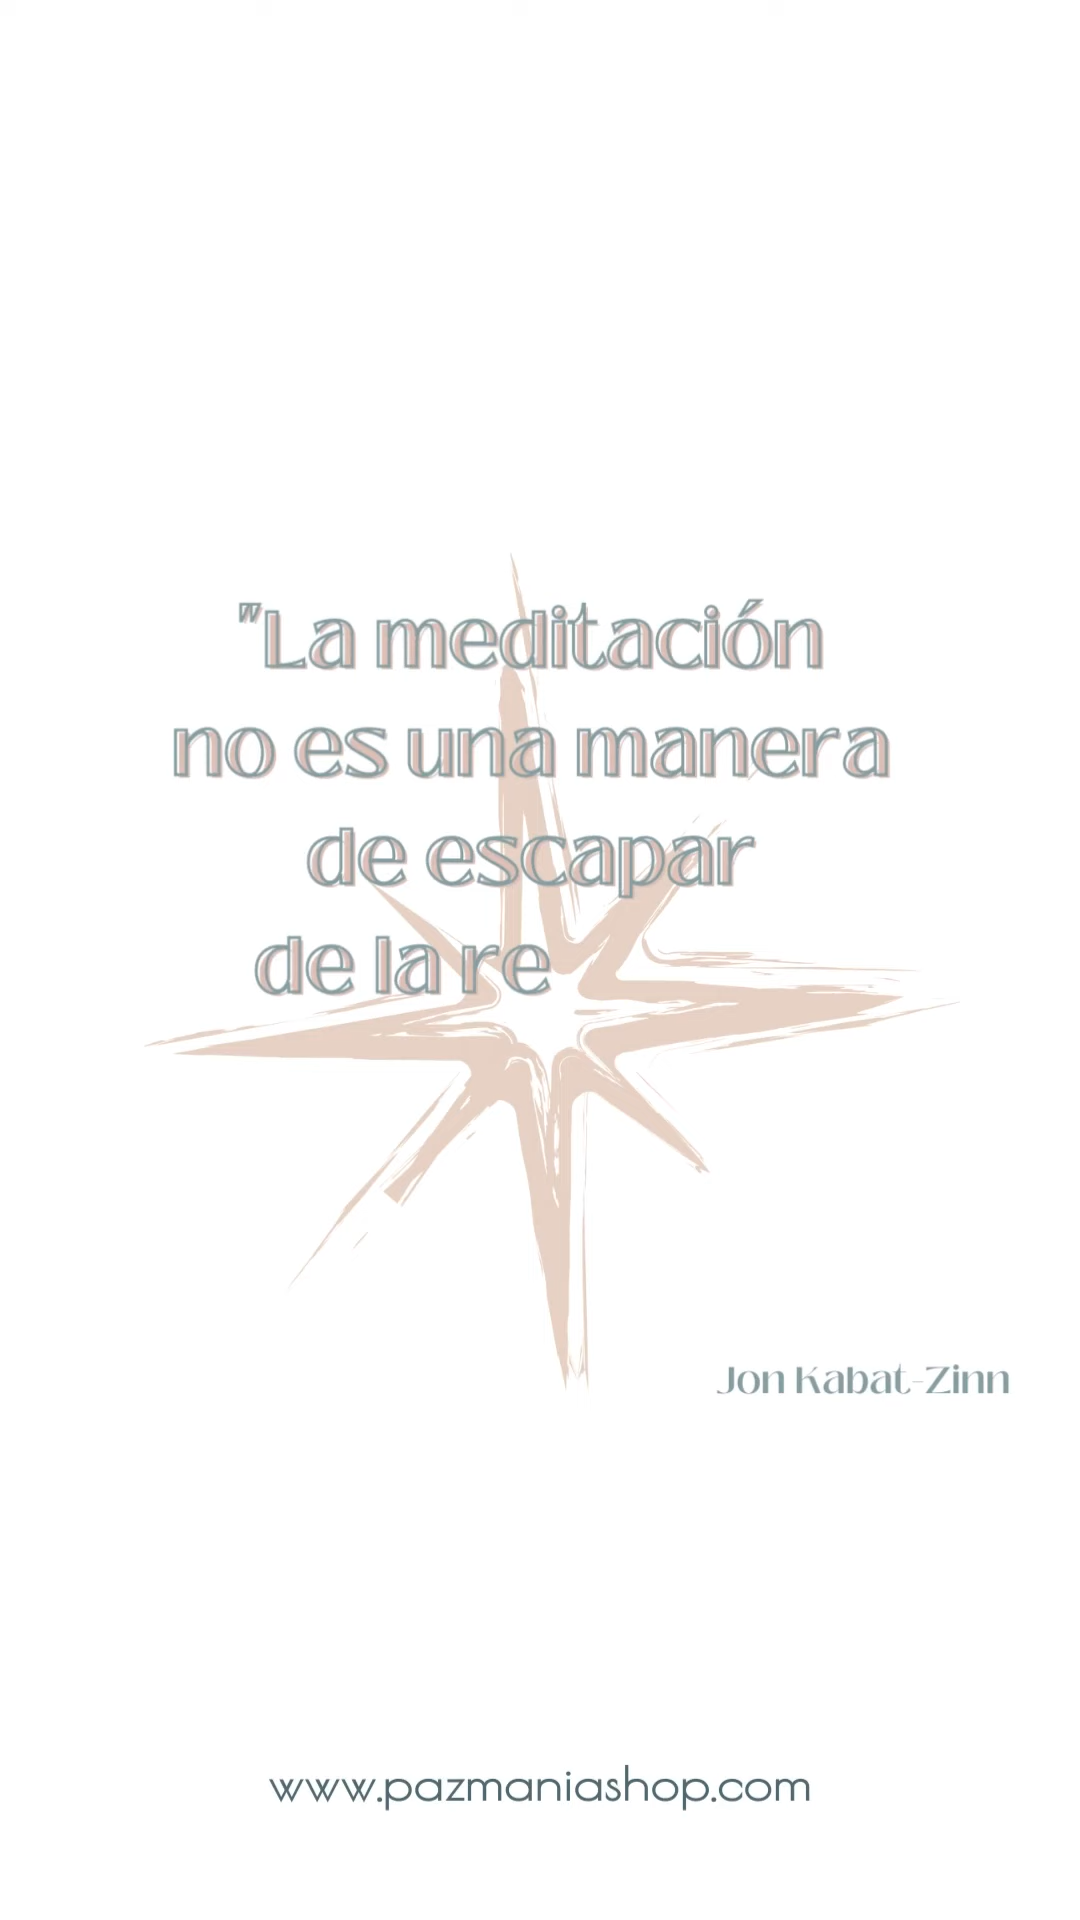 "La meditación
no es una manera
de escapar
de la re
Jon Kabat-Zinn
www.pazmaniashop.com